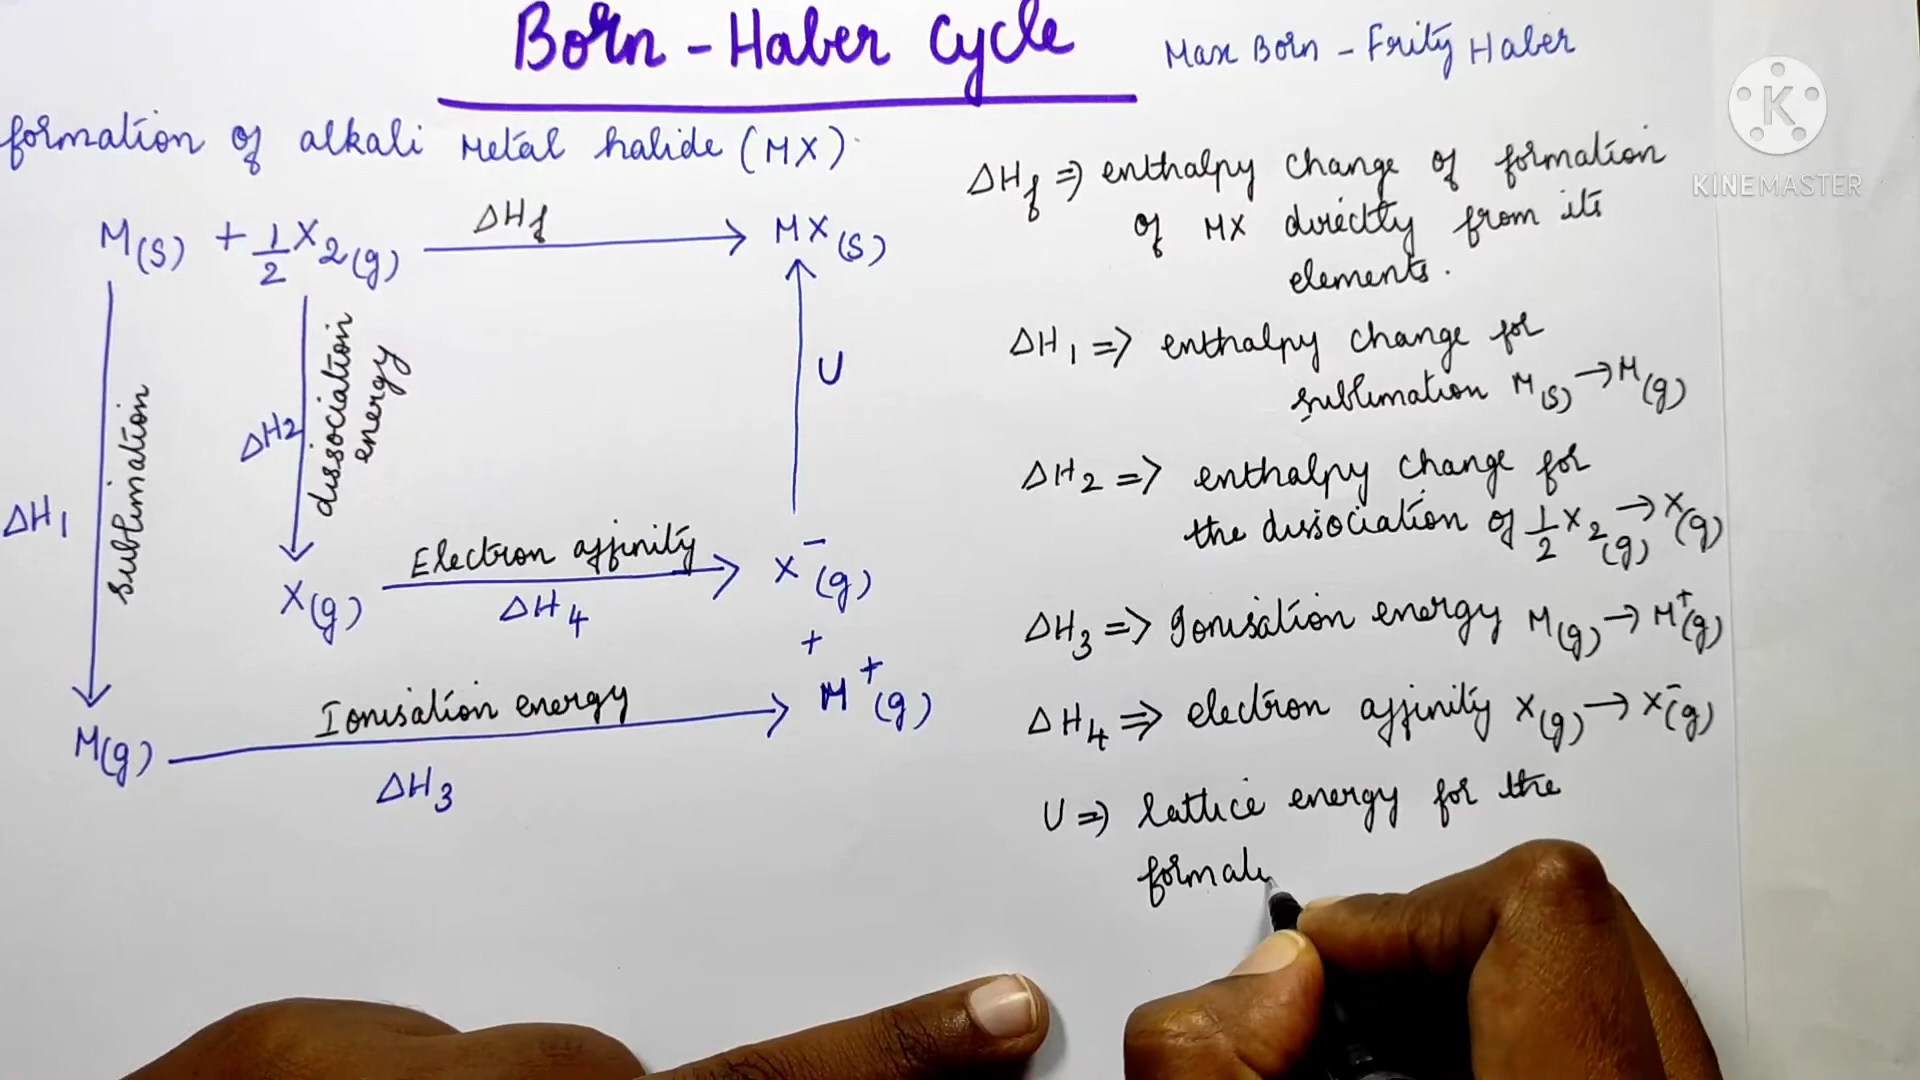 Born-Haber cycle
Max Born - Frity Haber
formation of alkali Metal halide (MX).
M(s) + 1/2 X2(g)
ΔHf
MX(s)
ΔH1
sublimation
ΔH2
dissociation
energy
U
X(g)
Electron affinity
ΔH4
X⁻(g)
+
M⁺(g)
M(g)
Ionisation energy
ΔH3
ΔHf ⇒ enthalpy change of formation
of MX directly from its
elements.
ΔH1 ⇒ enthalpy change for
sublimation M(s) → M(g)
ΔH2 ⇒ enthalpy change for
the dissociation of 1/2 X2(g) → X(g)
ΔH3 ⇒ Ionisation energy M(g) → M⁺(g)
ΔH4 ⇒ electron affinity X(g) → X⁻(g)
U ⇒ lattice energy for the
formati
K
KINEMASTER